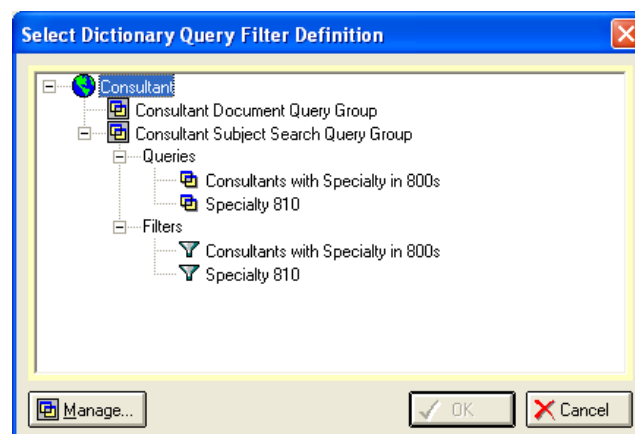 Select Dictionary Query Filter Definition
Consultant
Consultant Document Query Group
Consultant Subject Search Query Group
Queries
Consultants with Specialty in 800s
Specialty 810
Filters
Consultants with Specialty in 800s
Specialty 810
Manage... OK Cancel